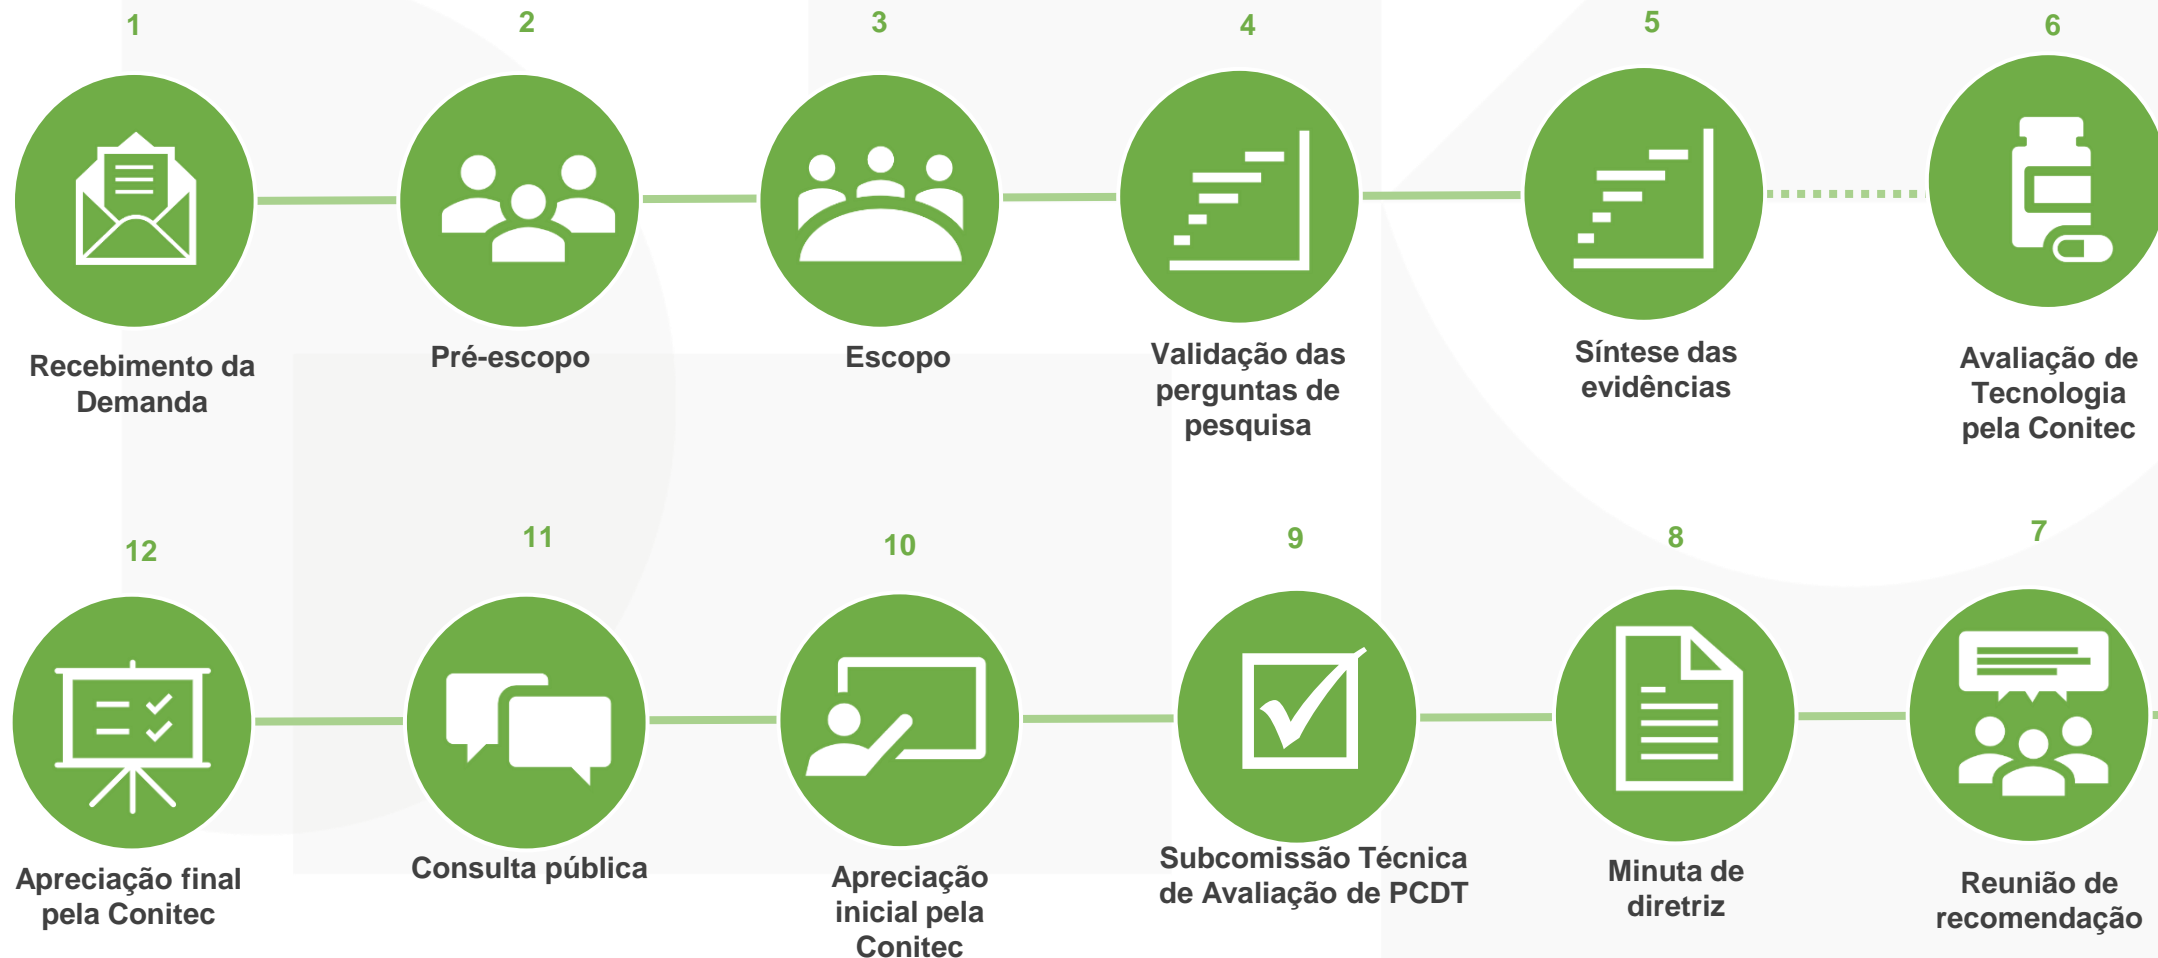 1
Recebimento da
Demanda
2
Pré-escopo
3
Escopo
4
Validação das
perguntas de
pesquisa
5
Síntese das
evidências
6
Avaliação de
Tecnologia
pela Conitec
12
Apreciação final
pela Conitec
11
Consulta pública
10
Apreciação
inicial pela
Conitec
9
Subcomissão Técnica
de Avaliação de PCDT
8
Minuta de
diretriz
7
Reunião de
recomendação